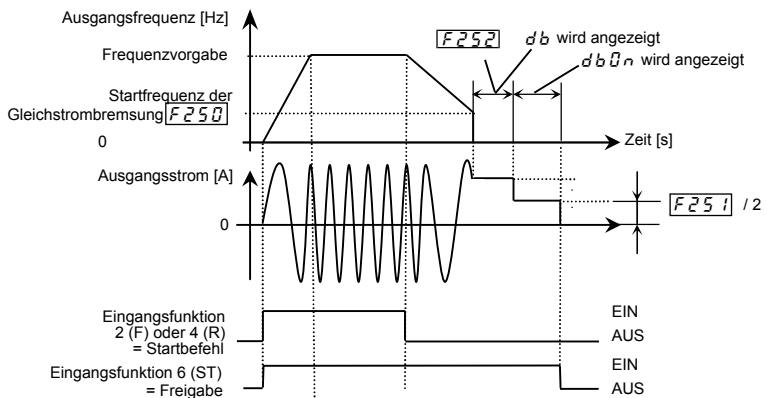 Ausgangsfrequenz [Hz]
F252
db wird angezeigt
Frequenzvorgabe
db0n wird angezeigt
Startfrequenz der
Gleichstrombremsung F250
0
Zeit [s]
Ausgangsstrom [A]
F251 / 2
0
Eingangsfunktion
2 (F) oder 4 (R)
= Startbefehl
EIN
AUS
Eingangsfunktion 6 (ST)
= Freigabe
EIN
AUS